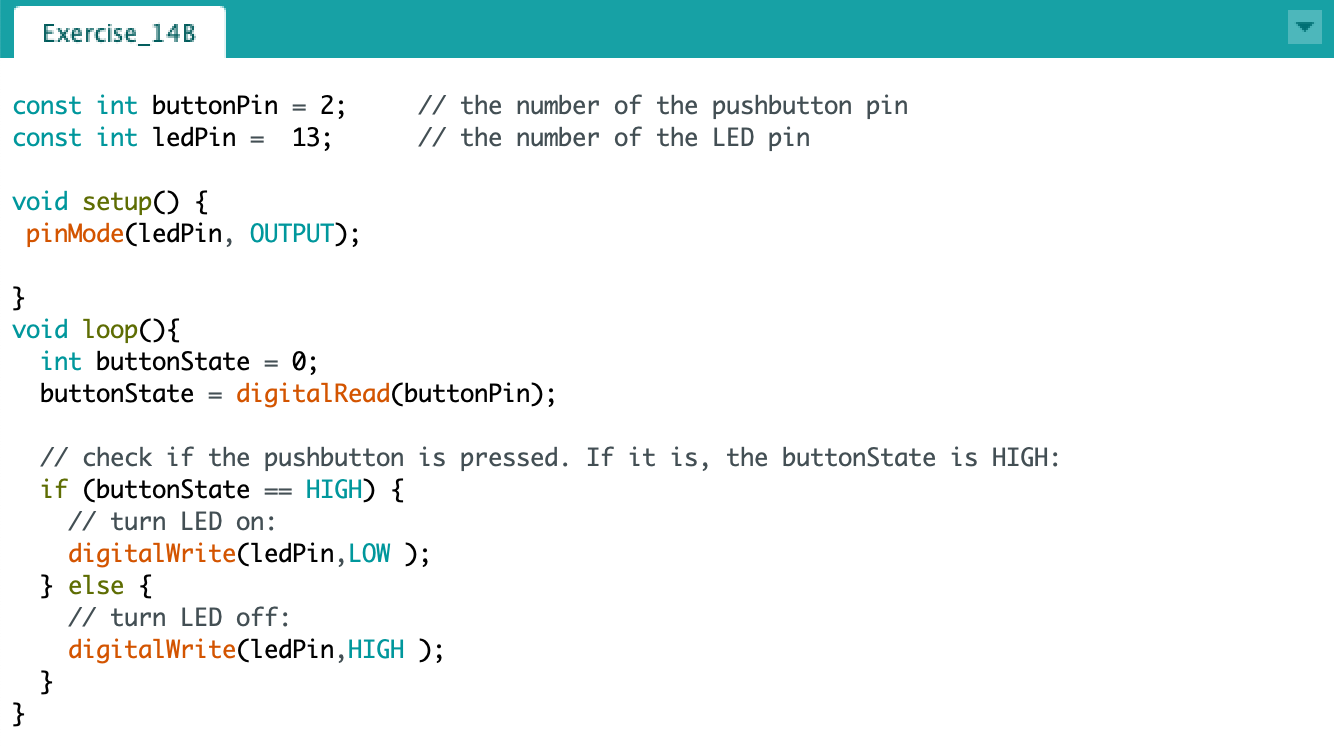 Exercise_14B
const int buttonPin = 2;     // the number of the pushbutton pin
const int ledPin =  13;      // the number of the LED pin
void setup() {
 pinMode(ledPin, OUTPUT);
}
void loop(){
  int buttonState = 0;
  buttonState = digitalRead(buttonPin);
  // check if the pushbutton is pressed. If it is, the buttonState is HIGH:
  if (buttonState == HIGH) {
    // turn LED on:
    digitalWrite(ledPin,LOW );
  } else {
    // turn LED off:
    digitalWrite(ledPin,HIGH );
  }
}